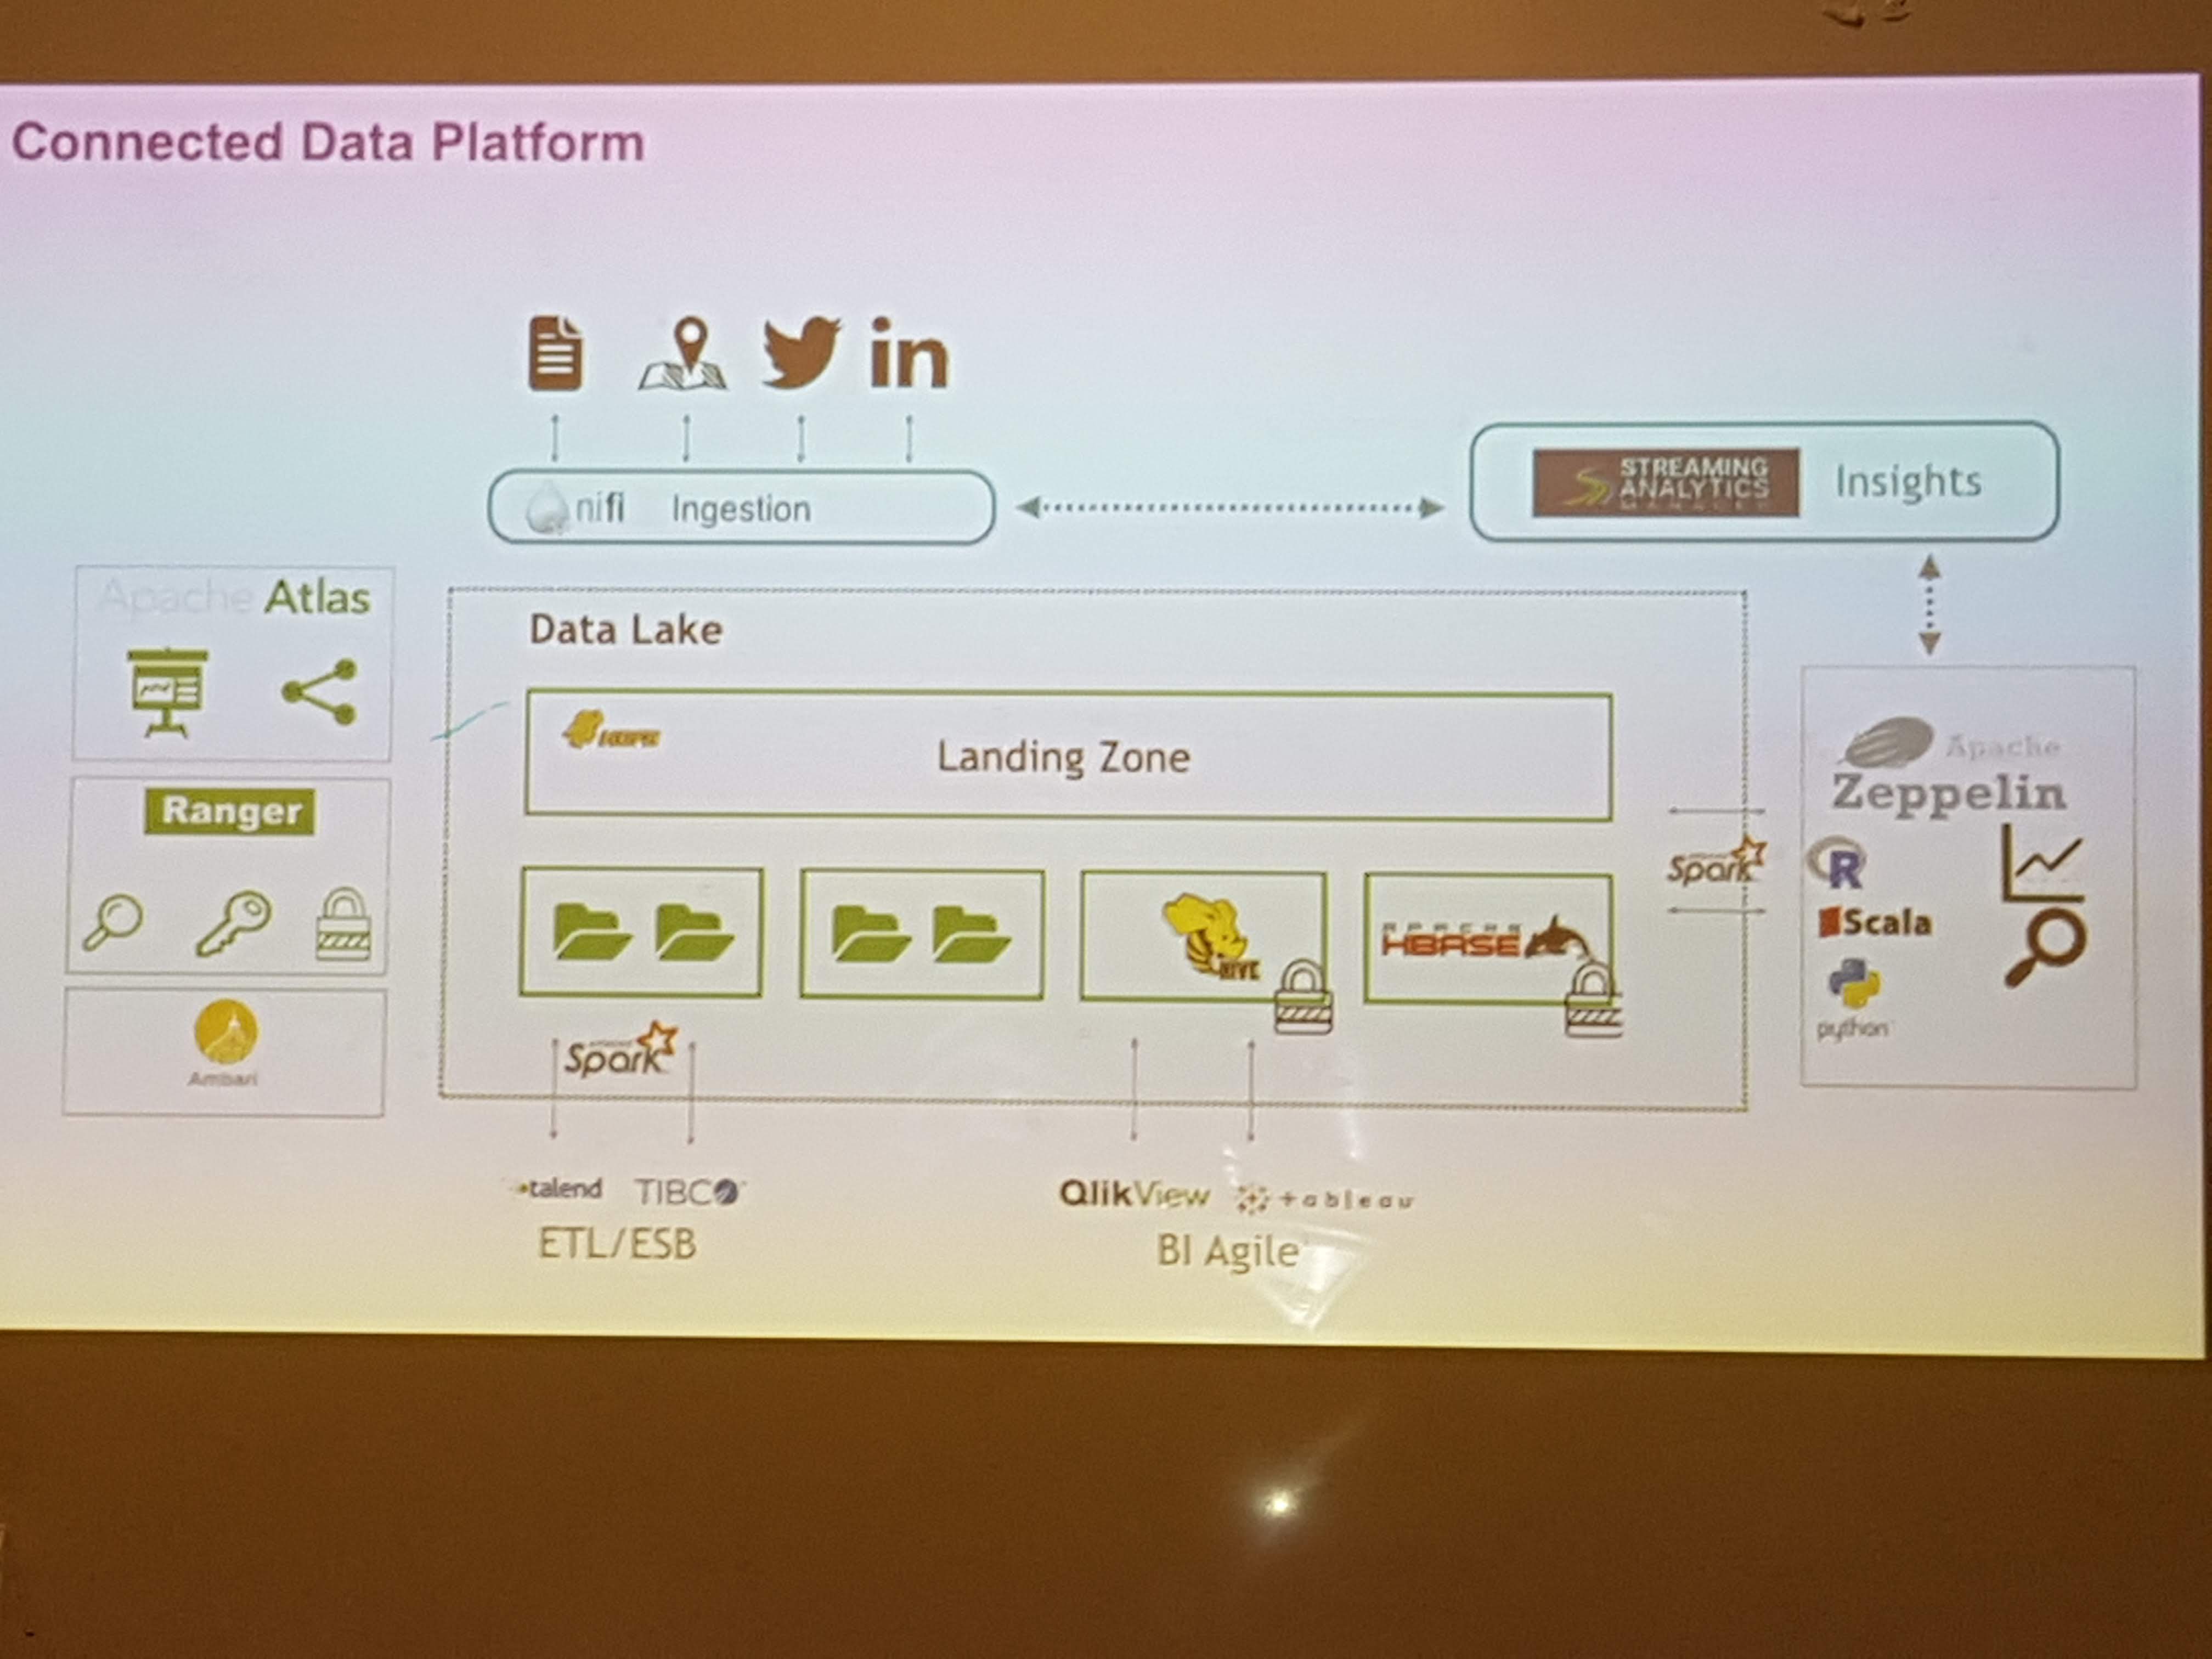 Connected Data Platform
in
nifi Ingestion
STREAMING
ANALYTICS
MANAGER
Insights
Apache Atlas
Data Lake
Landing Zone
Ranger
Apache
Zeppelin
Spark
R
Scala
python
HIVE
APACHE
HBASE
Ambari
Spark
talend
TIBCO
QlikView
+ableau
ETL/ESB
BI Agile